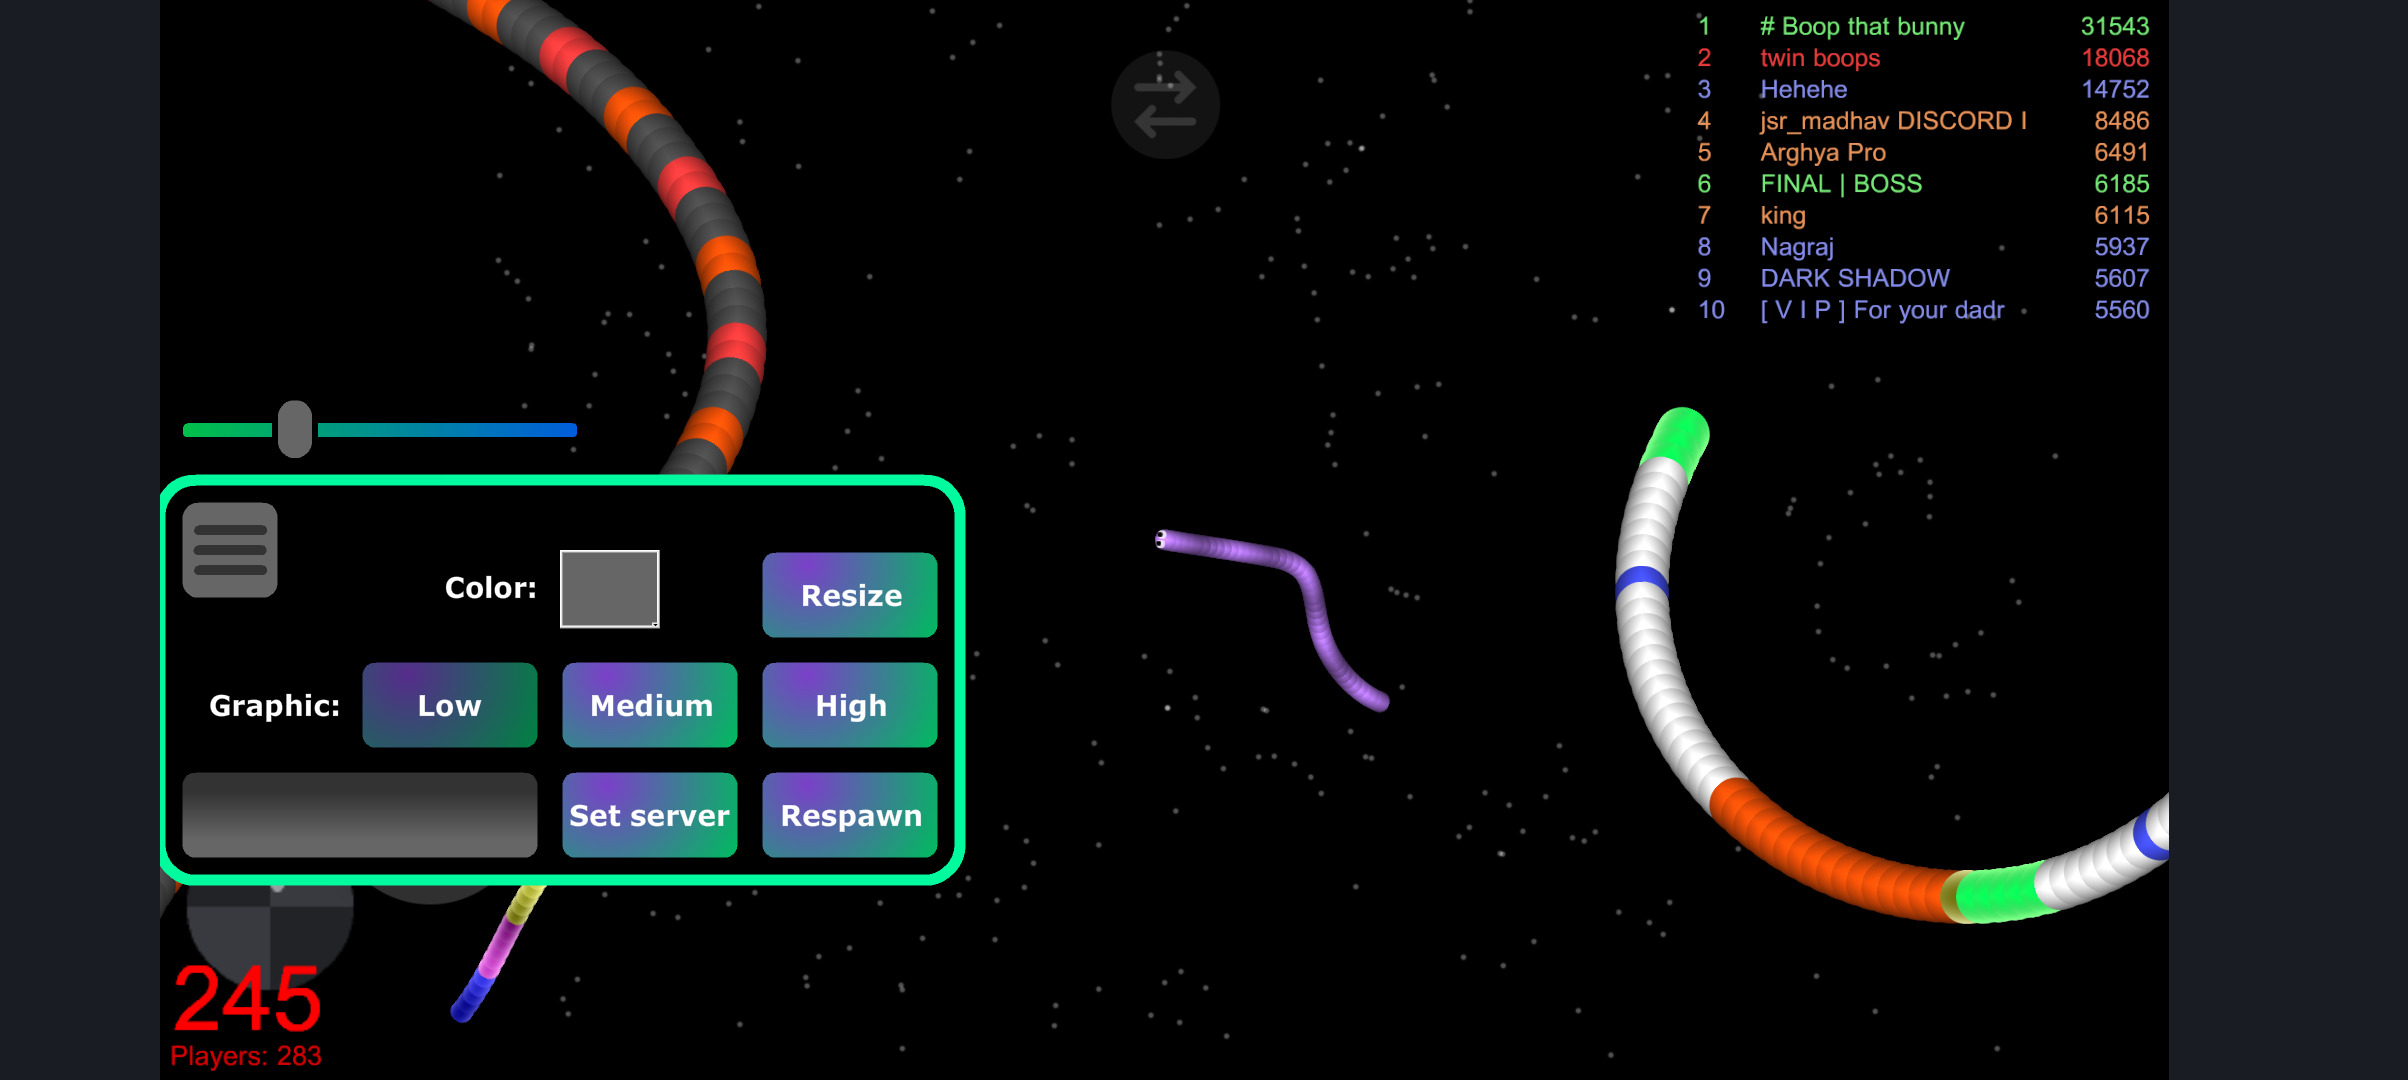 1 # Boop that bunny 31543
2 twin boops 18068
3 Hehehe 14752
4 jsr_madhav DISCORD I 8486
5 Arghya Pro 6491
6 FINAL | BOSS 6185
7 king 6115
8 Nagraj 5937
9 DARK SHADOW 5607
10 [ V I P ] For your dadr 5560
Color: Resize
Graphic: Low Medium High
Set server Respawn
245
Players: 283